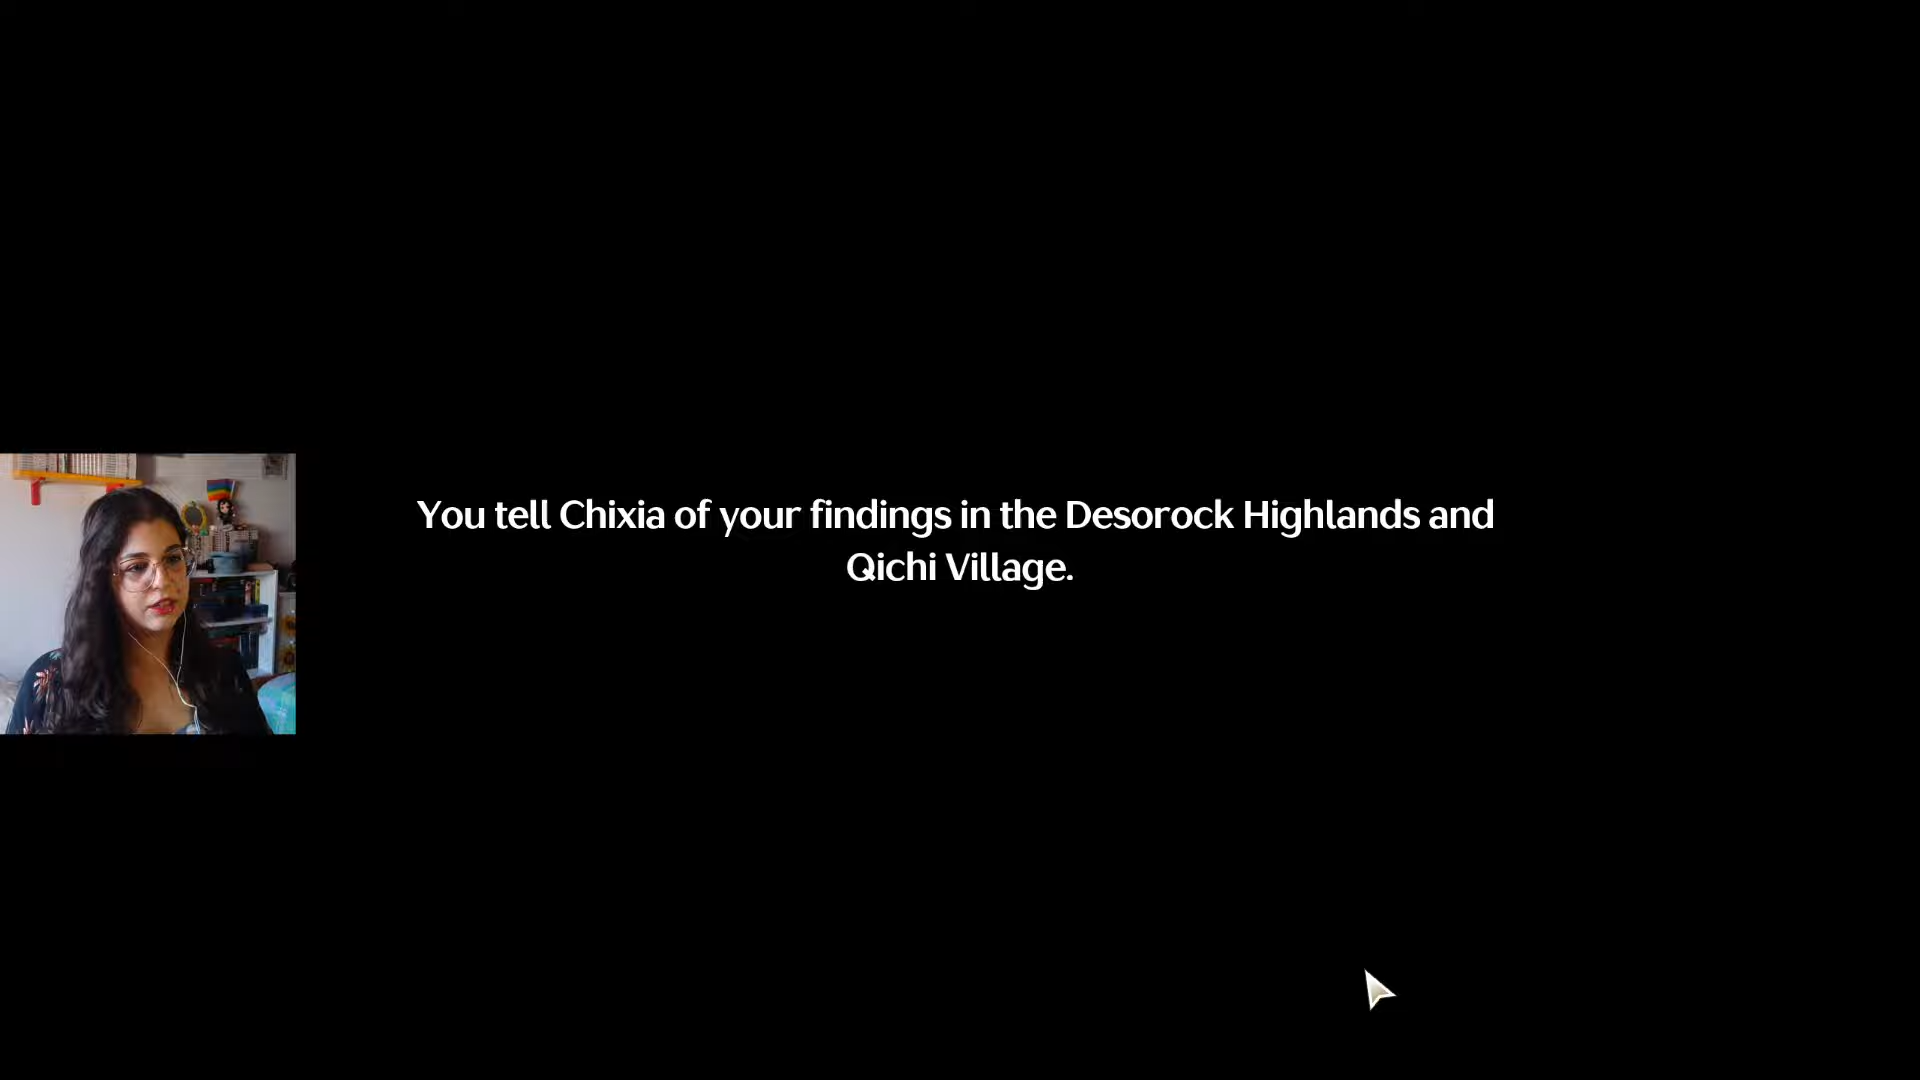 You tell Chixia of your findings in the Desorock Highlands and
Qichi Village.